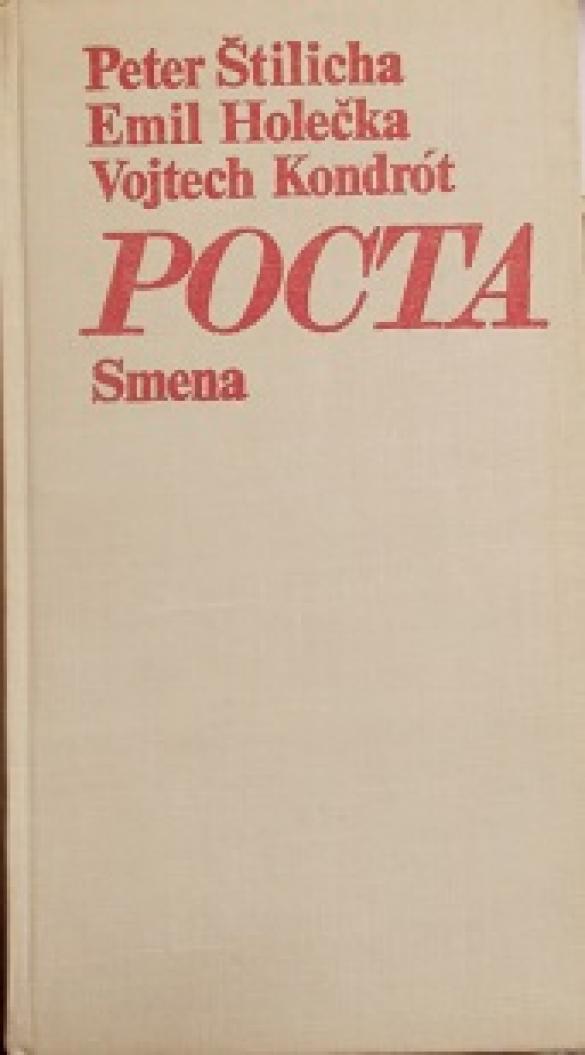 Peter Štilicha
Emil Holečka
Vojtech Kondrót
POCTA
Smena